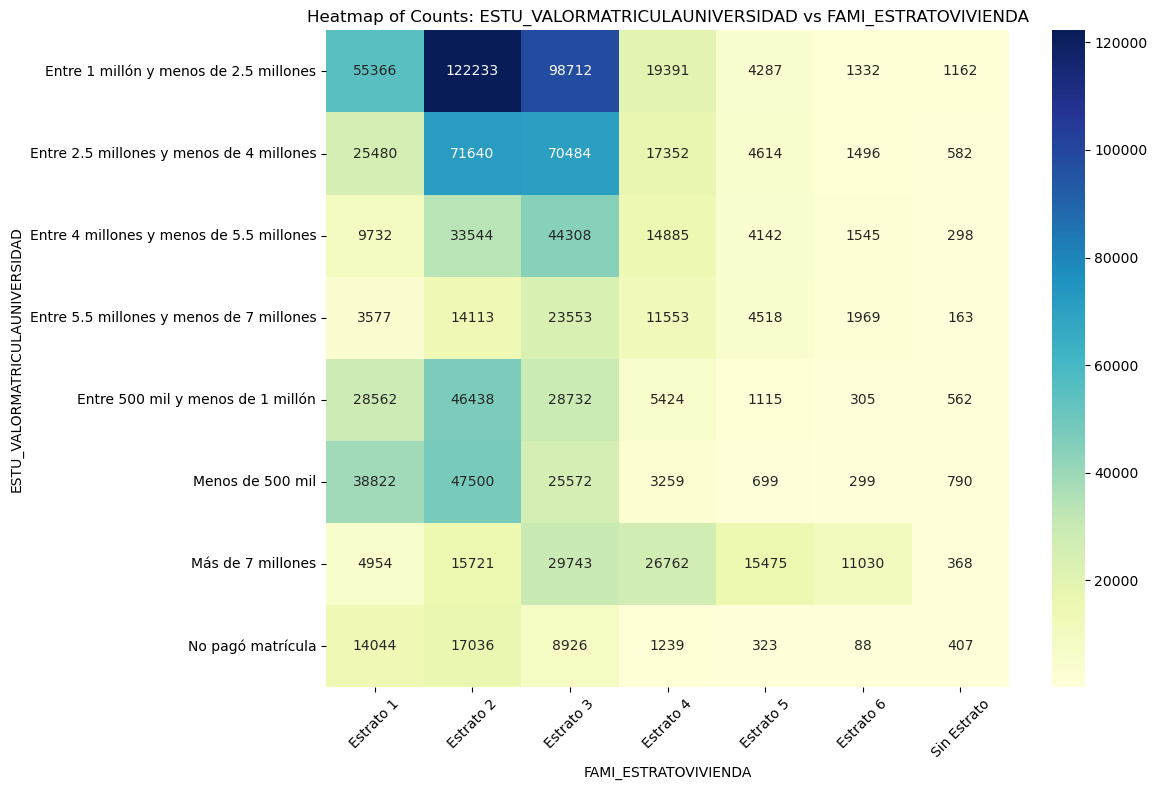 Heatmap of Counts: ESTU_VALORMATRICULAUNIVERSIDAD vs FAMI_ESTRATOVIVIENDA
ESTU_VALORMATRICULAUNIVERSIDAD
Entre 1 millón y menos de 2.5 millones 55366 122233 98712 19391 4287 1332 1162
Entre 2.5 millones y menos de 4 millones 25480 71640 70484 17352 4614 1496 582
Entre 4 millones y menos de 5.5 millones 9732 33544 44308 14885 4142 1545 298
Entre 5.5 millones y menos de 7 millones 3577 14113 23553 11553 4518 1969 163
Entre 500 mil y menos de 1 millón 28562 46438 28732 5424 1115 305 562
Menos de 500 mil 38822 47500 25572 3259 699 299 790
Más de 7 millones 4954 15721 29743 26762 15475 11030 368
No pagó matrícula 14044 17036 8926 1239 323 88 407
Estrato 1 Estrato 2 Estrato 3 Estrato 4 Estrato 5 Estrato 6 Sin Estrato
FAMI_ESTRATOVIVIENDA
120000
100000
80000
60000
40000
20000